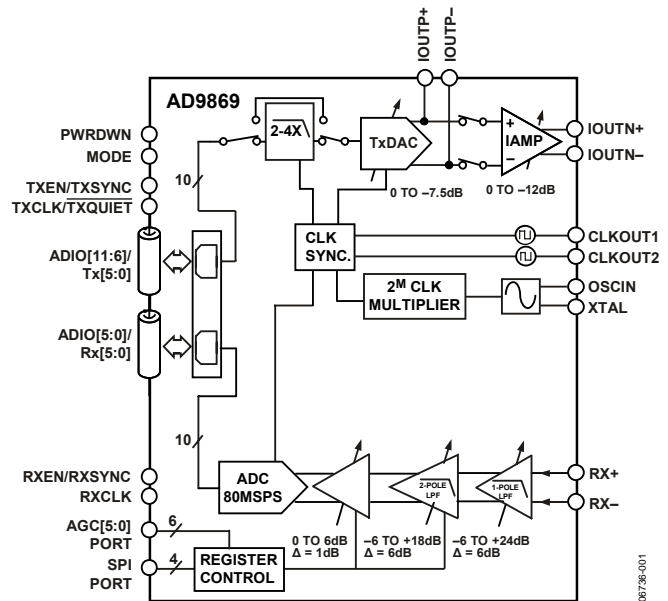 IOUTP+
IOUTP–
AD9869
PWRDWN
MODE
TXEN/TXSYNC
TXCLK/TXQUIET
ADIO[11:6]/
Tx[5:0]
ADIO[5:0]/
Rx[5:0]
RXEN/RXSYNC
RXCLK
AGC[5:0]
PORT
SPI
PORT
10
2-4X
TxDAC
0 TO –7.5dB
+
–
IAMP
0 TO –12dB
IOUTN+
IOUTN–
CLK
SYNC.
CLKOUT1
CLKOUT2
2M CLK
MULTIPLIER
OSCIN
XTAL
10
ADC
80MSPS
0 TO 6dB
Δ = 1dB
2-POLE
LPF
–6 TO +18dB
Δ = 6dB
1-POLE
LPF
–6 TO +24dB
Δ = 6dB
RX+
RX–
6
4
REGISTER
CONTROL
06736-001